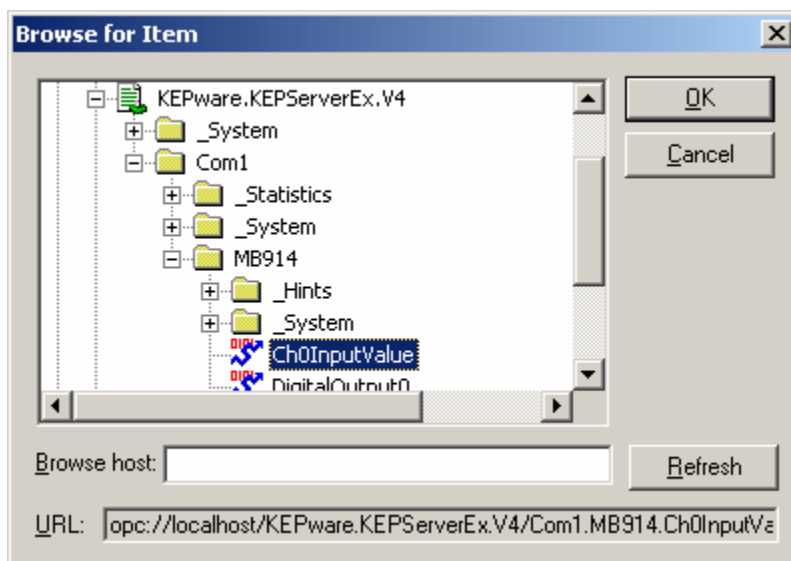 Browse for Item
KEPware.KEPServerEx.V4
_System
Com1
_Statistics
_System
MB914
_Hints
_System
Ch0InputValue
DigitalOutput0
OK
Cancel
Browse host:
Refresh
URL: opc://localhost/KEPware.KEPServerEx.V4/Com1.MB914.Ch0InputVa